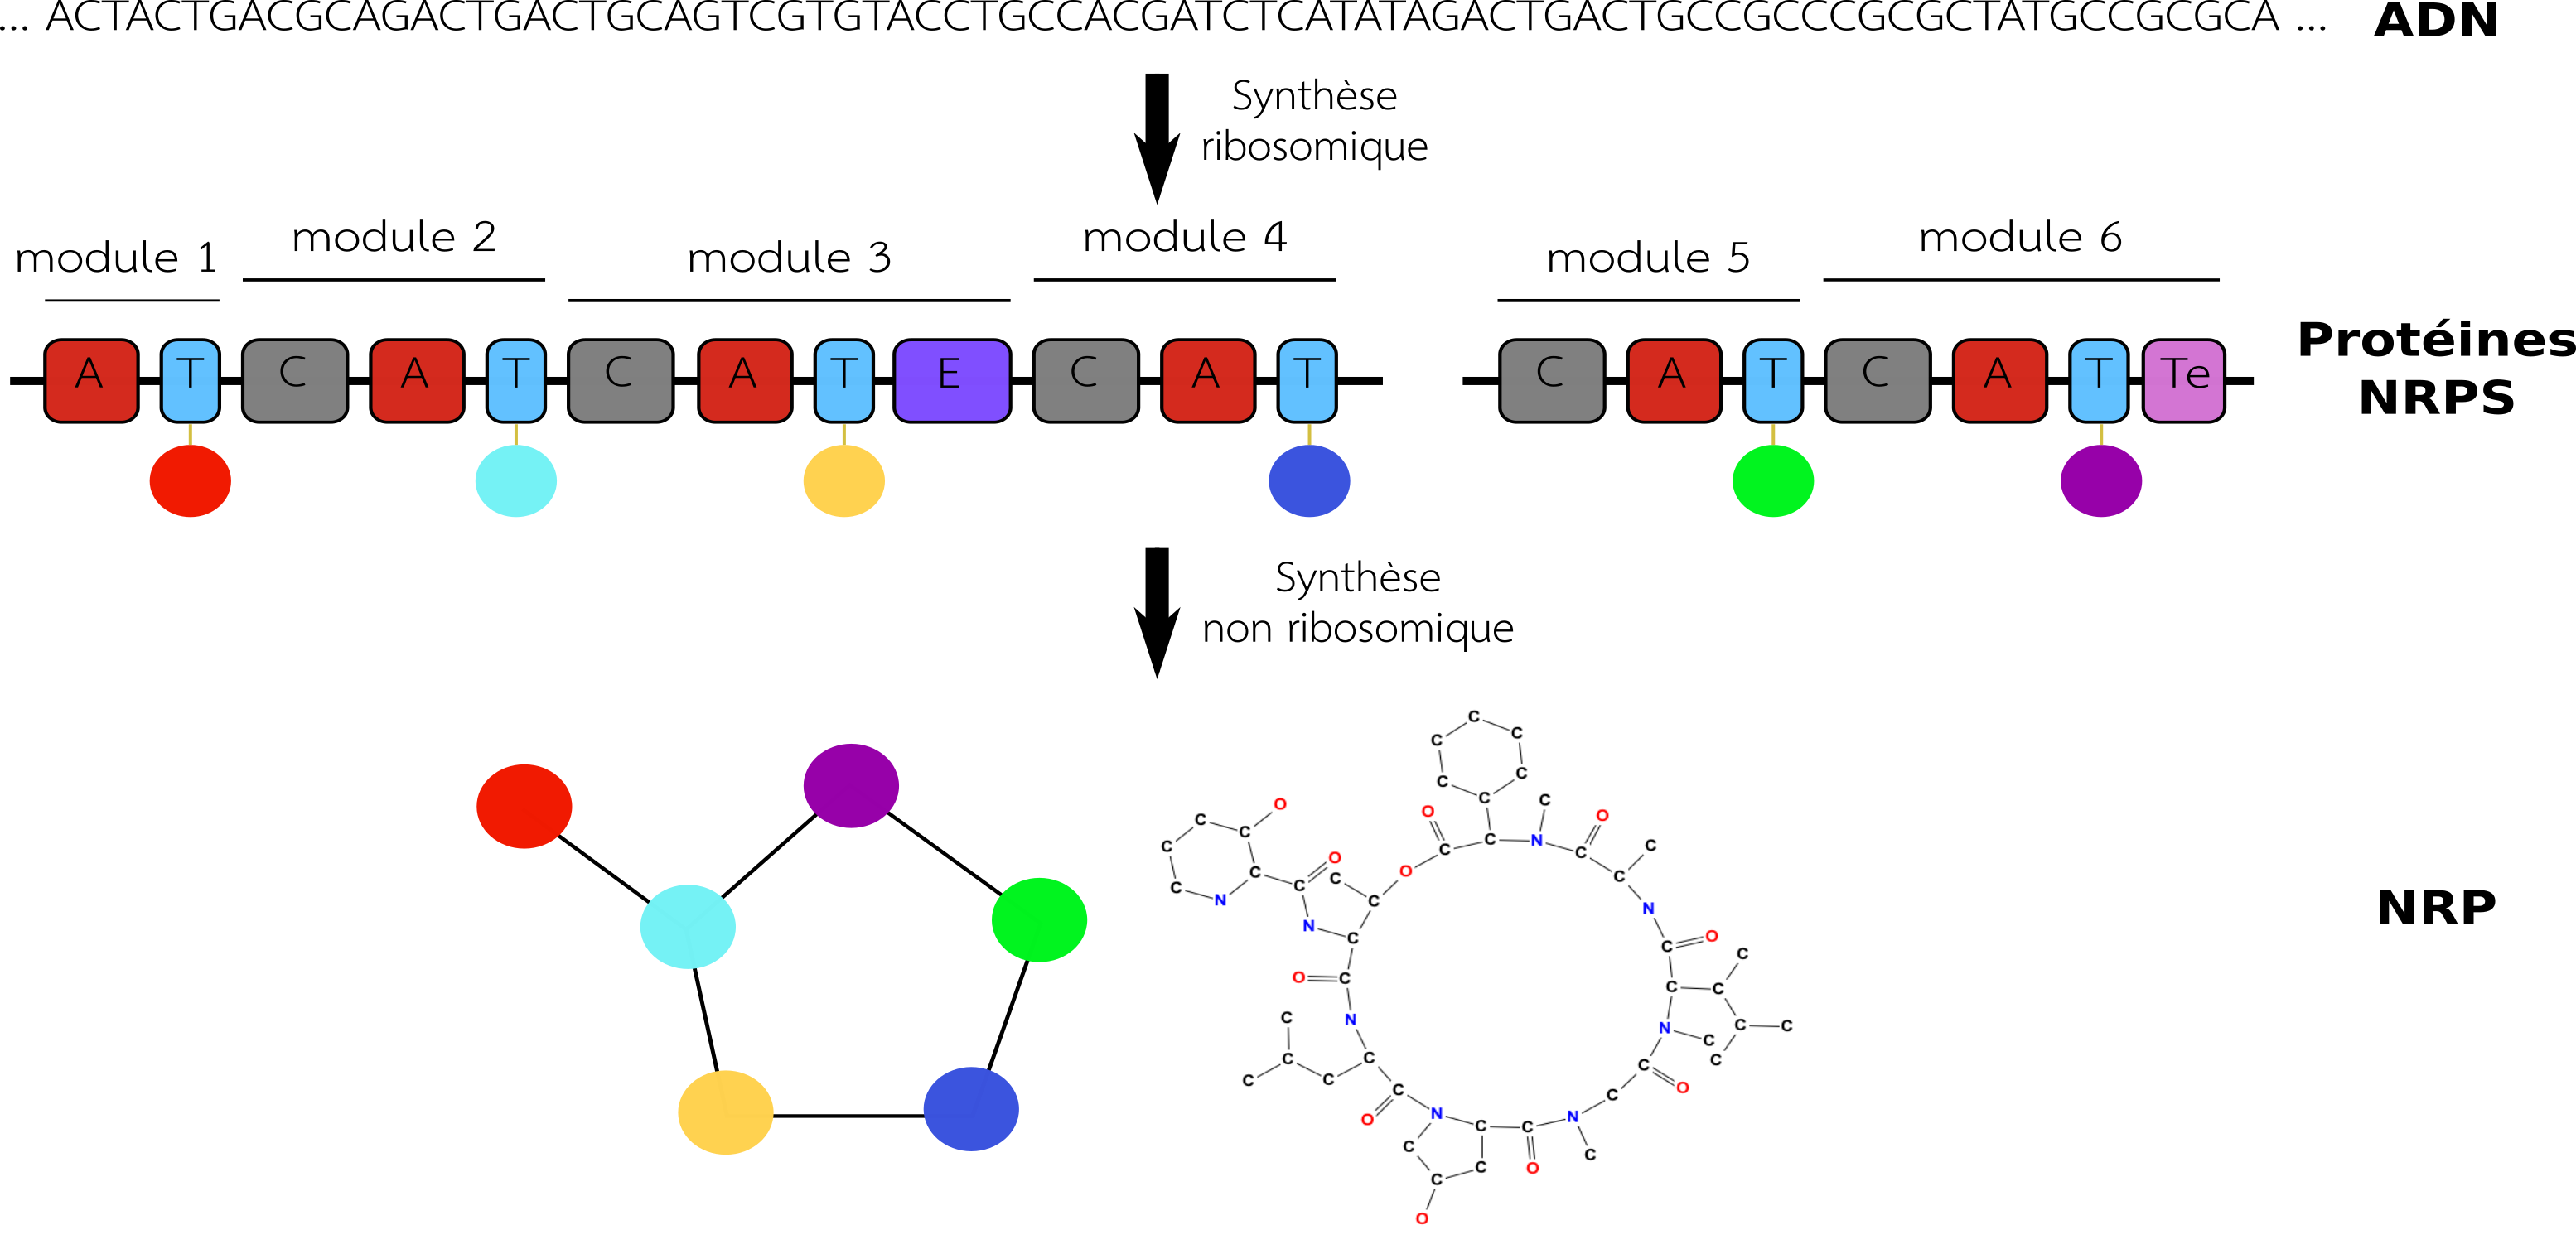 ... ACTACTGACGCAGACTGACTGCAGTCGTGTACCTGCCACGATCTCATATAGACTGACTGCCGCCCGCGCTATGCCGCGCA ...
ADN
Synthèse
ribosomique
module 1
module 2
module 3
module 4
module 5
module 6
A T C A T C A T E C A T
C A T C A T Te
Protéines
NRPS
Synthèse
non ribosomique
C
C C
C C
C C
O O O
C C C N C
C C C O
C O C C C
C N C N
N C O
C C
O C C C
C N C C
N C
C C C C
C C O
C C
N N O
C C
C C
C O
C
O
NRP